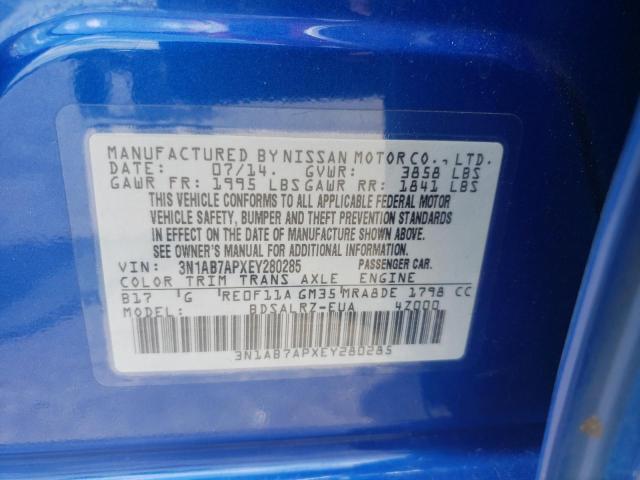 MANUFACTURED BY NISSAN MOTOR CO., LTD.
DATE: 07/14. GVWR: 3858 LBS
GAWR FR: 1995 LBS GAWR RR: 1841 LBS
THIS VEHICLE CONFORMS TO ALL APPLICABLE FEDERAL MOTOR
VEHICLE SAFETY, BUMPER AND THEFT PREVENTION STANDARDS
IN EFFECT ON THE DATE OF MANUFACTURE SHOWN ABOVE.
SEE OWNER'S MANUAL FOR ADDITIONAL INFORMATION.
VIN: 3N1AB7APXEY280285 PASSENGER CAR.
COLOR TRIM TRANS AXLE ENGINE
B17 G RE0F11A GM35 MRA8DE 1798 CC
MODEL: BDSALRZ-EUA 47000
3N1AB7APXEY280285